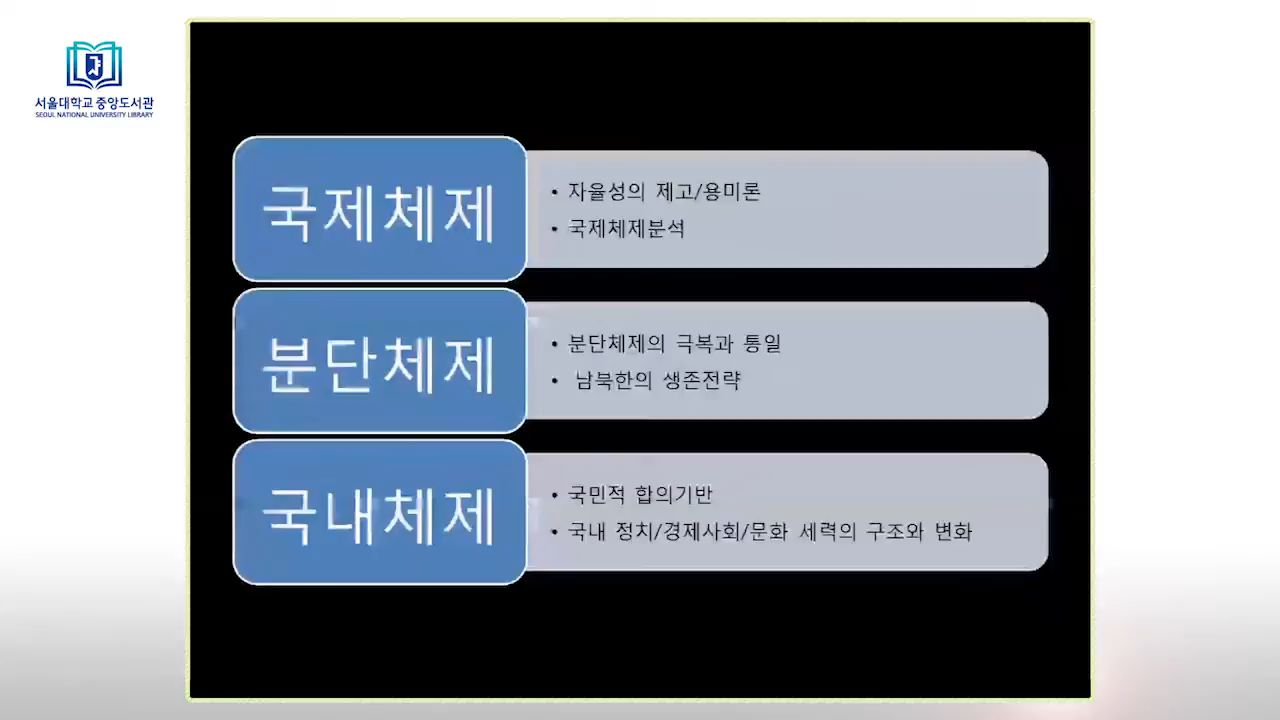 서울대학교 중앙도서관
SEOUL NATIONAL UNIVERSITY LIBRARY
국제체제
• 자율성의 제고/용미론
• 국제체제분석
분단체제
• 분단체제의 극복과 통일
• 남북한의 생존전략
국내체제
• 국민적 합의기반
• 국내 정치/경제사회/문화 세력의 구조와 변화